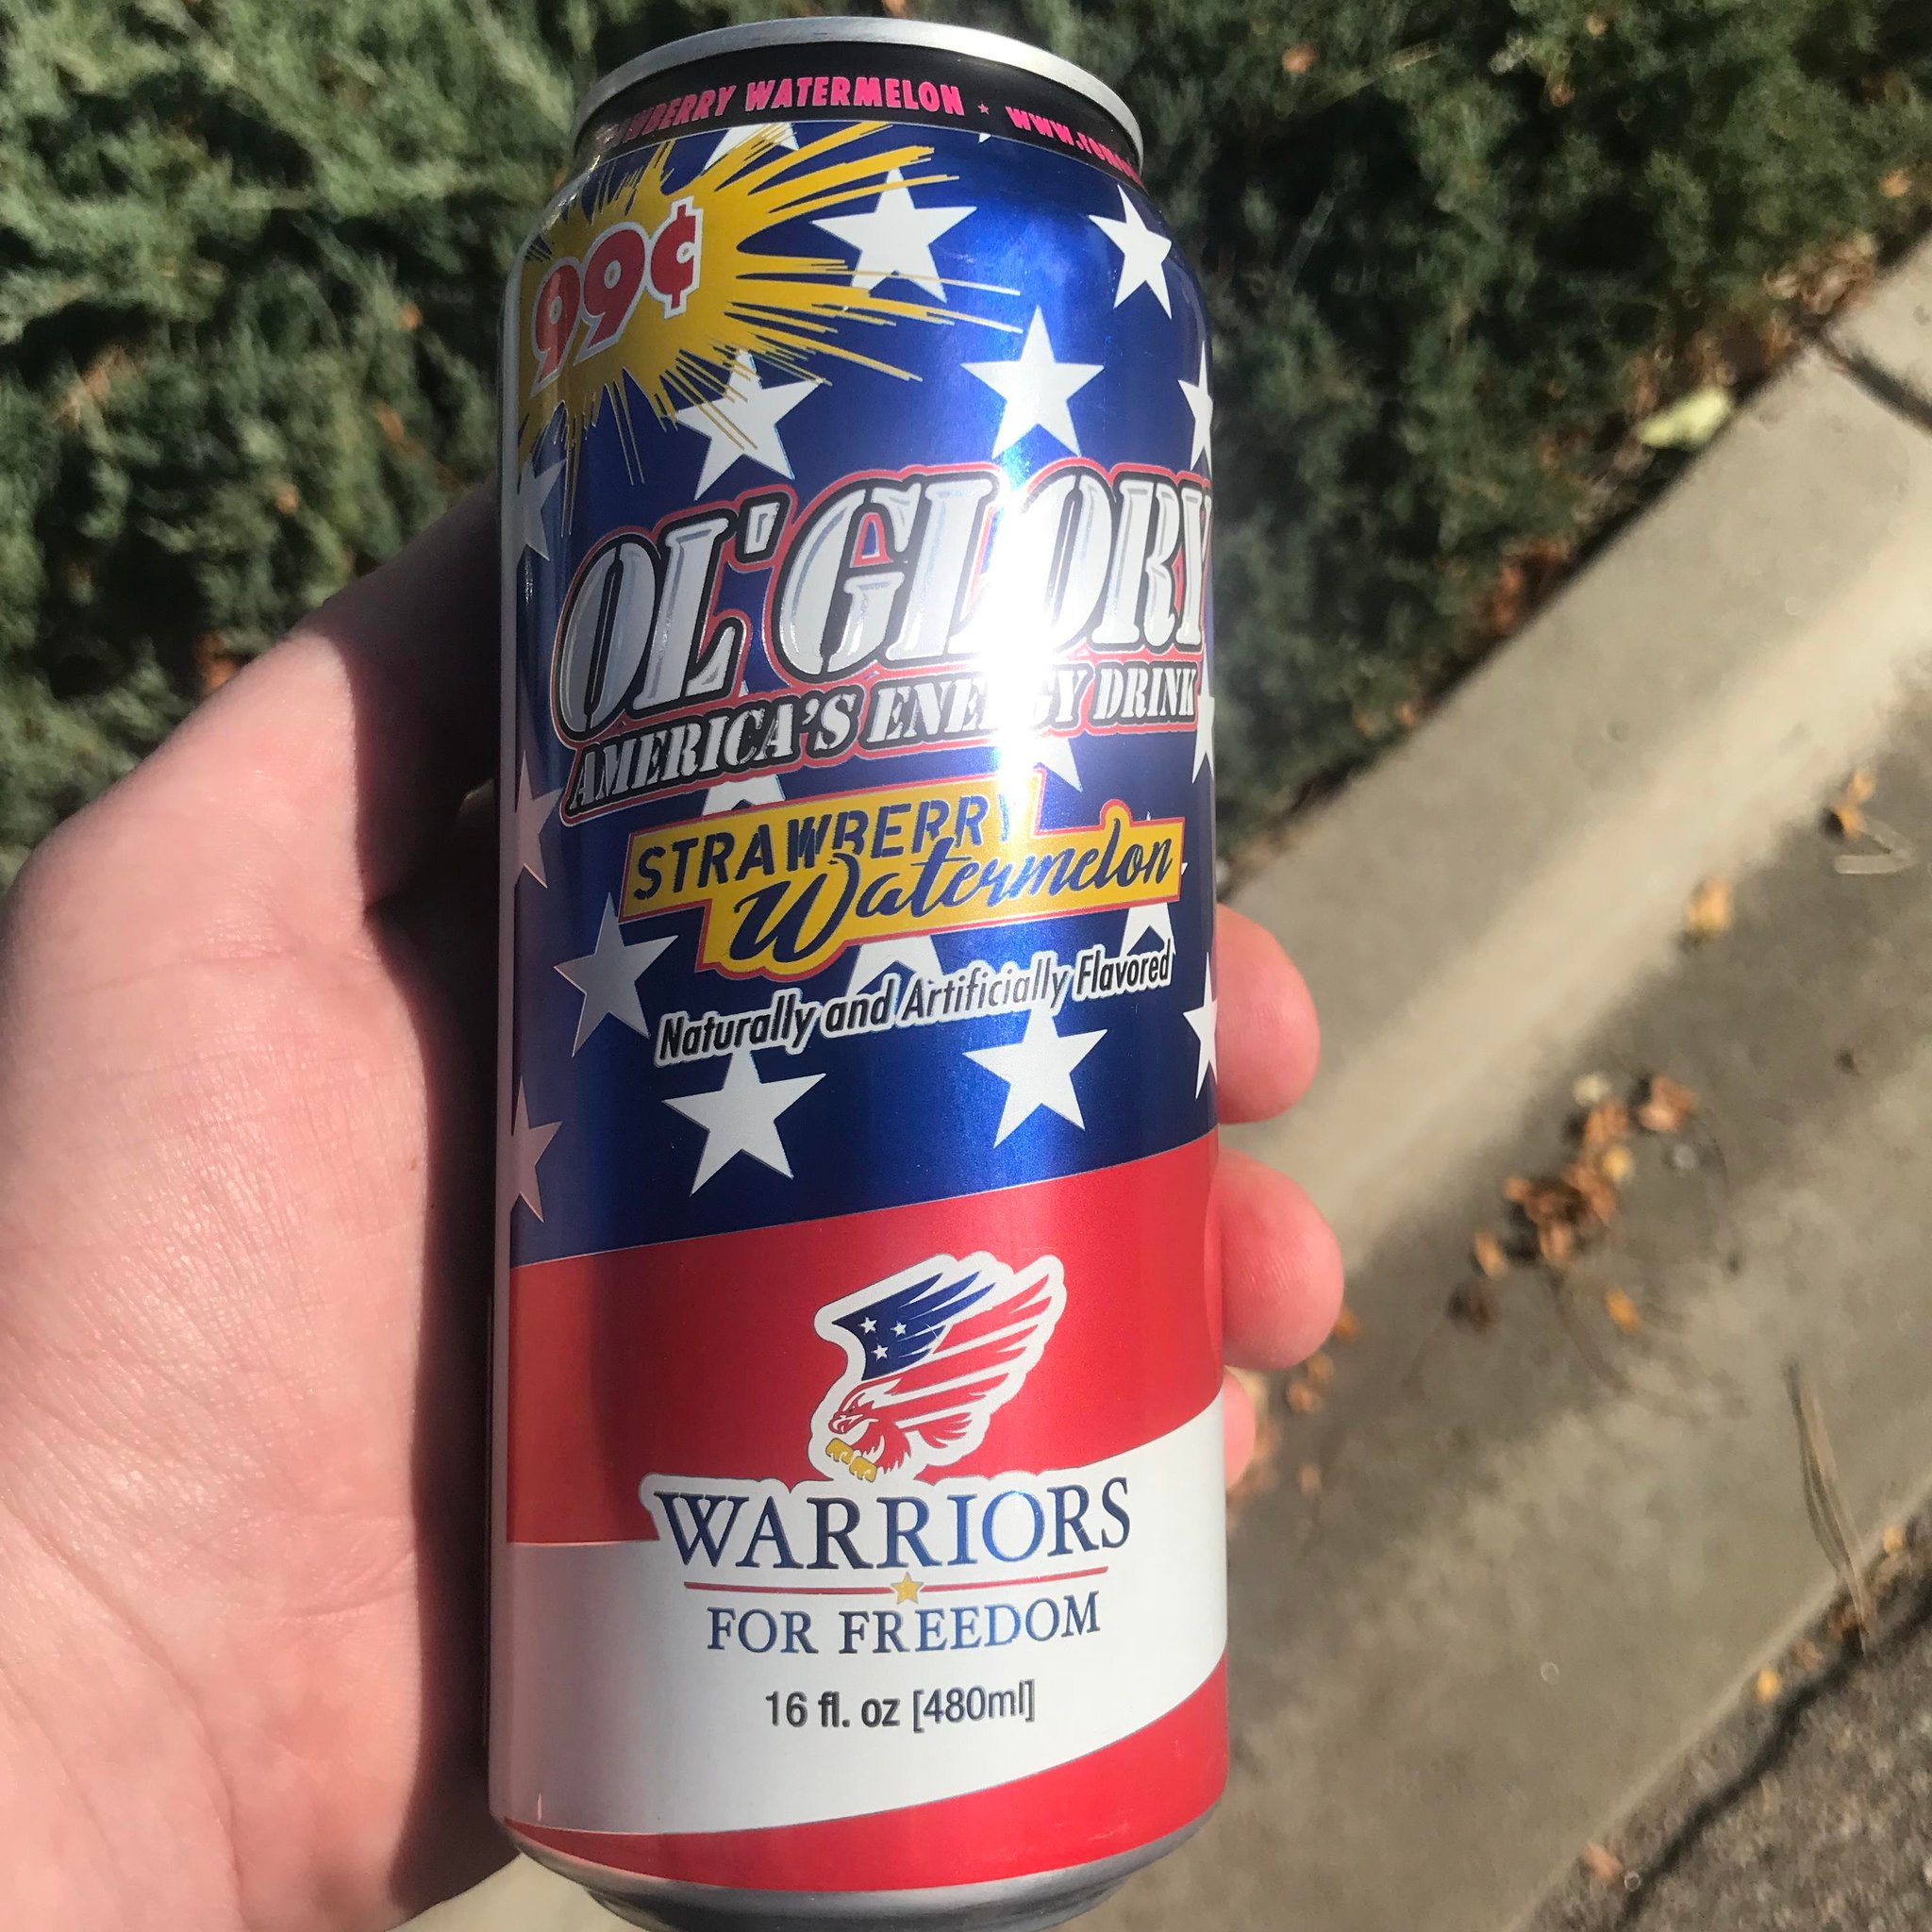 WATERMELON
99¢
OL' GLORY
AMERICA'S ENERGY DRINK
STRAWBERRY
Watermelon
Naturally and Artificially Flavored
WARRIORS
FOR FREEDOM
16 fl. oz [480ml]